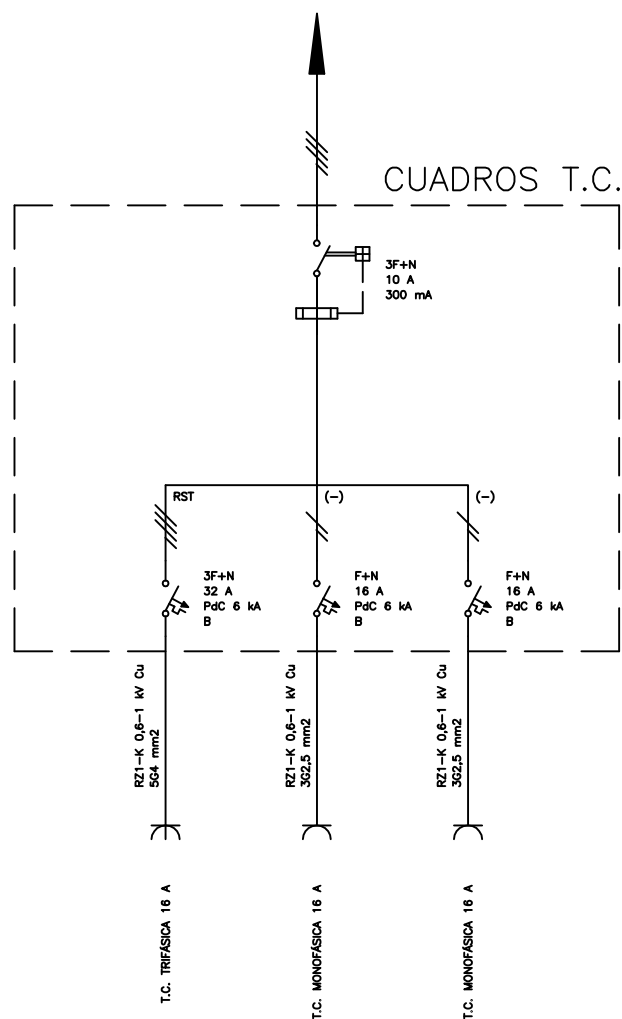 CUADROS T.C.
3F+N
10 A
300 mA
RST
(-)
(-)
3F+N
32 A
PdC 6 kA
B
F+N
16 A
PdC 6 kA
B
F+N
16 A
PdC 6 kA
B
RZ1-K 0,6-1 kV Cu
5G4 mm2
RZ1-K 0,6-1 kV Cu
3G2,5 mm2
RZ1-K 0,6-1 kV Cu
3G2,5 mm2
T.C. TRIFÁSICA 16 A
T.C. MONOFÁSICA 16 A
T.C. MONOFÁSICA 16 A